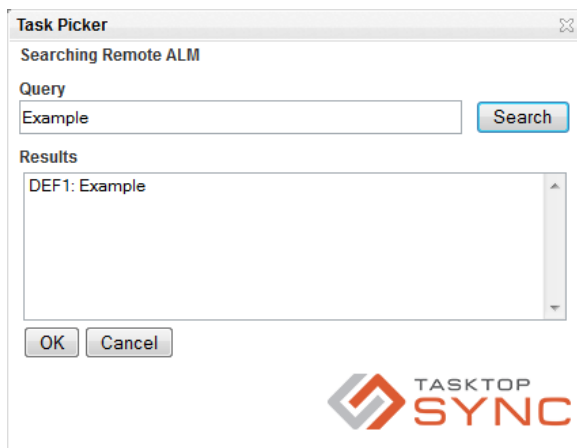 Task Picker
Searching Remote ALM
Query
Example
Search
Results
DEF1: Example
OK
Cancel
TASKTOP
SYNC